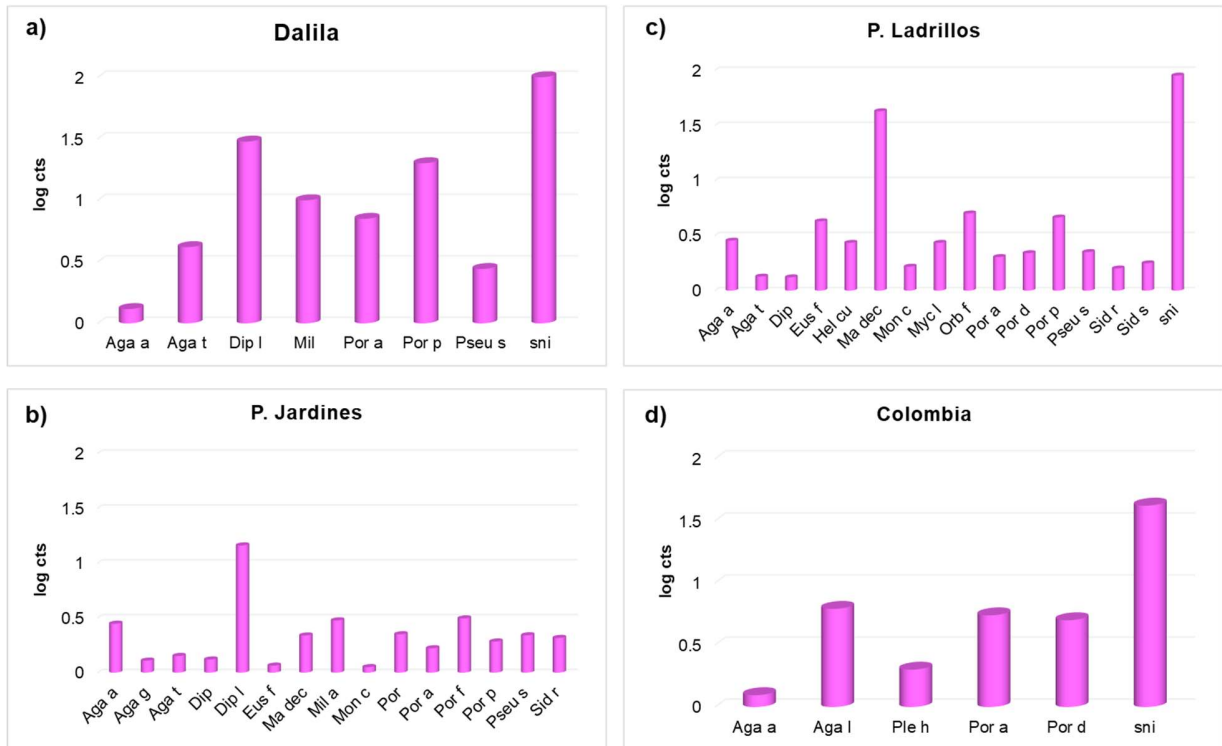 a)
Dalila
2
1.5
1
0.5
0
log cts
Aga a Aga t Dip l Mil Por a Por p Pseu s sni
c)
P. Ladrillos
2
1.5
1
0.5
0
log cts
Aga a Aga t Dip Eus f Hel cu Ma dec Mon c Myc l Orb f Por a Por d Por p Pseu s Sid r Sid s sni
b)
P. Jardines
2
1.5
1
0.5
0
log cts
Aga a Aga g Aga t Dip Dip l Eus f Ma dec Mil a Mon c Por Por a Por f Por p Pseu s Sid r
d)
Colombia
2
1.5
1
0.5
0
log cts
Aga a Aga l Ple h Por a Por d sni